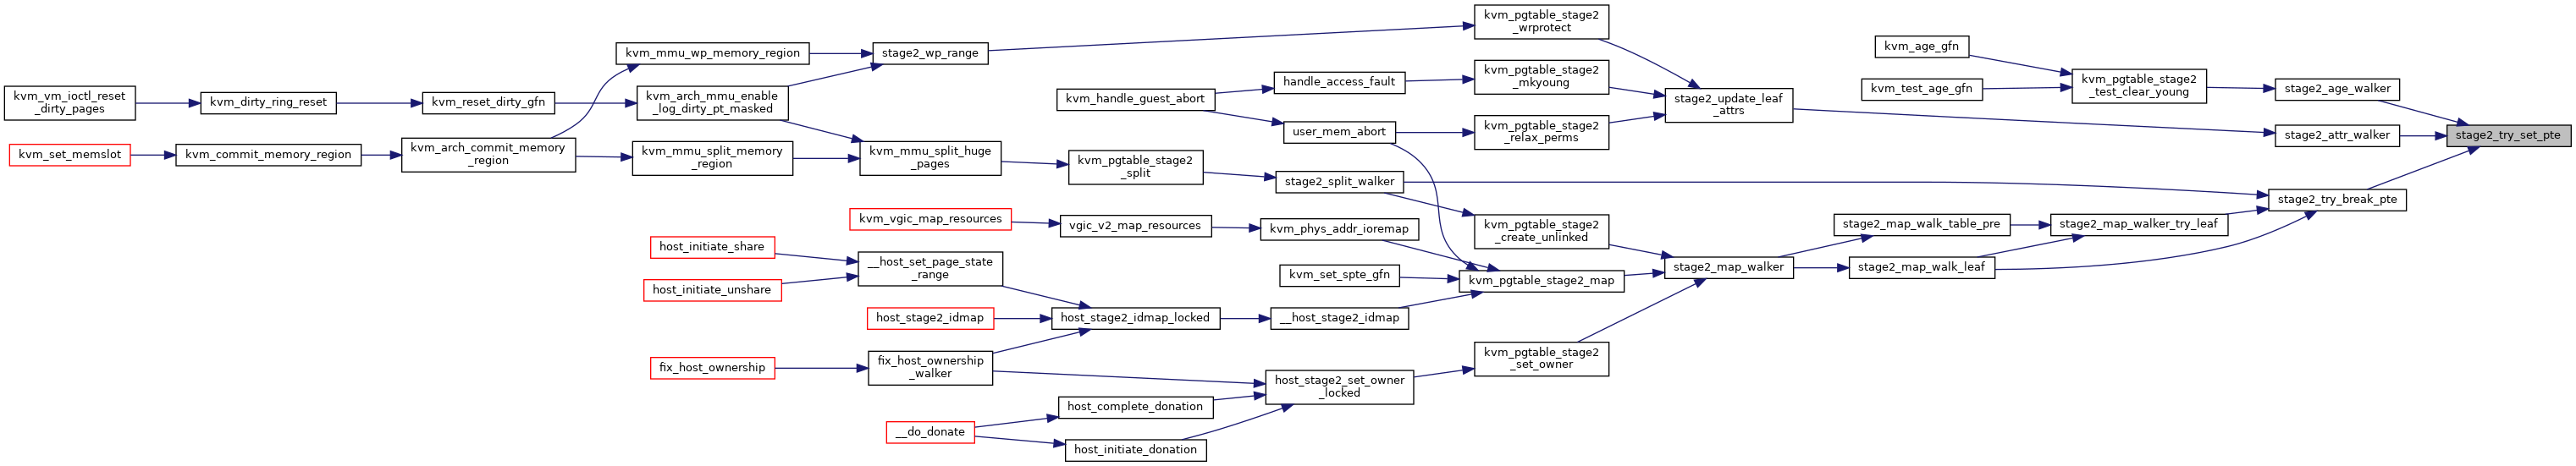 kvm_vm_ioctl_reset
_dirty_pages
kvm_set_memslot
kvm_dirty_ring_reset
kvm_commit_memory_region
kvm_reset_dirty_gfn
kvm_arch_commit_memory
_region
kvm_mmu_wp_memory_region
kvm_arch_mmu_enable
_log_dirty_pt_masked
kvm_mmu_split_memory
_region
host_initiate_share
host_initiate_unshare
fix_host_ownership
stage2_wp_range
kvm_mmu_split_huge
_pages
kvm_vgic_map_resources
__host_set_page_state
_range
host_stage2_idmap
fix_host_ownership
_walker
__do_donate
kvm_handle_guest_abort
kvm_pgtable_stage2
_split
vgic_v2_map_resources
host_stage2_idmap_locked
host_complete_donation
host_initiate_donation
handle_access_fault
user_mem_abort
stage2_split_walker
kvm_phys_addr_ioremap
kvm_set_spte_gfn
__host_stage2_idmap
host_stage2_set_owner
_locked
kvm_pgtable_stage2
_wrprotect
kvm_pgtable_stage2
_mkyoung
kvm_pgtable_stage2
_relax_perms
kvm_pgtable_stage2
_create_unlinked
kvm_pgtable_stage2_map
kvm_pgtable_stage2
_set_owner
stage2_update_leaf
_attrs
stage2_map_walker
kvm_age_gfn
kvm_test_age_gfn
stage2_map_walk_table_pre
stage2_map_walk_leaf
kvm_pgtable_stage2
_test_clear_young
stage2_map_walker_try_leaf
stage2_age_walker
stage2_attr_walker
stage2_try_break_pte
stage2_try_set_pte